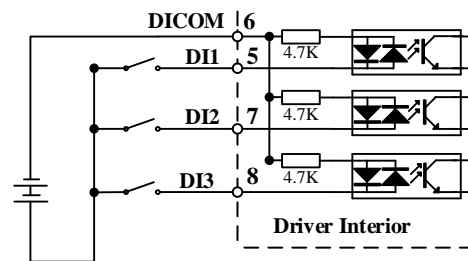 DICOM 6
4.7K
DI1 5
4.7K
DI2 7
4.7K
DI3 8
Driver Interior